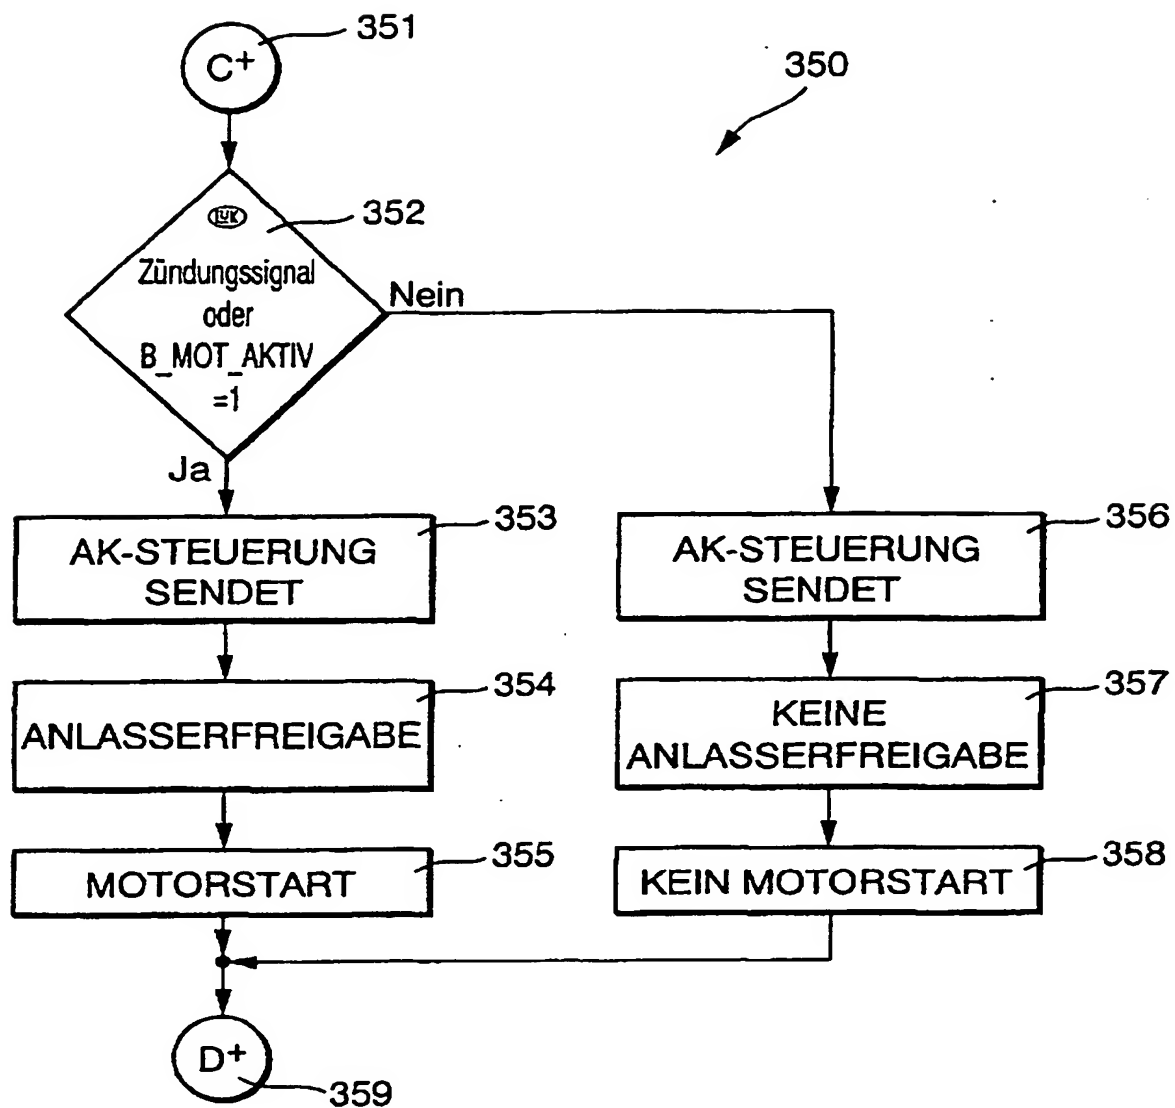 351
C+
350
LuK
352
Zündungssignal
oder
B_MOT_AKTIV
=1
Nein
Ja
353
AK-STEUERUNG
SENDET
356
AK-STEUERUNG
SENDET
354
ANLASSERFREIGABE
357
KEINE
ANLASSERFREIGABE
355
MOTORSTART
358
KEIN MOTORSTART
D+
359